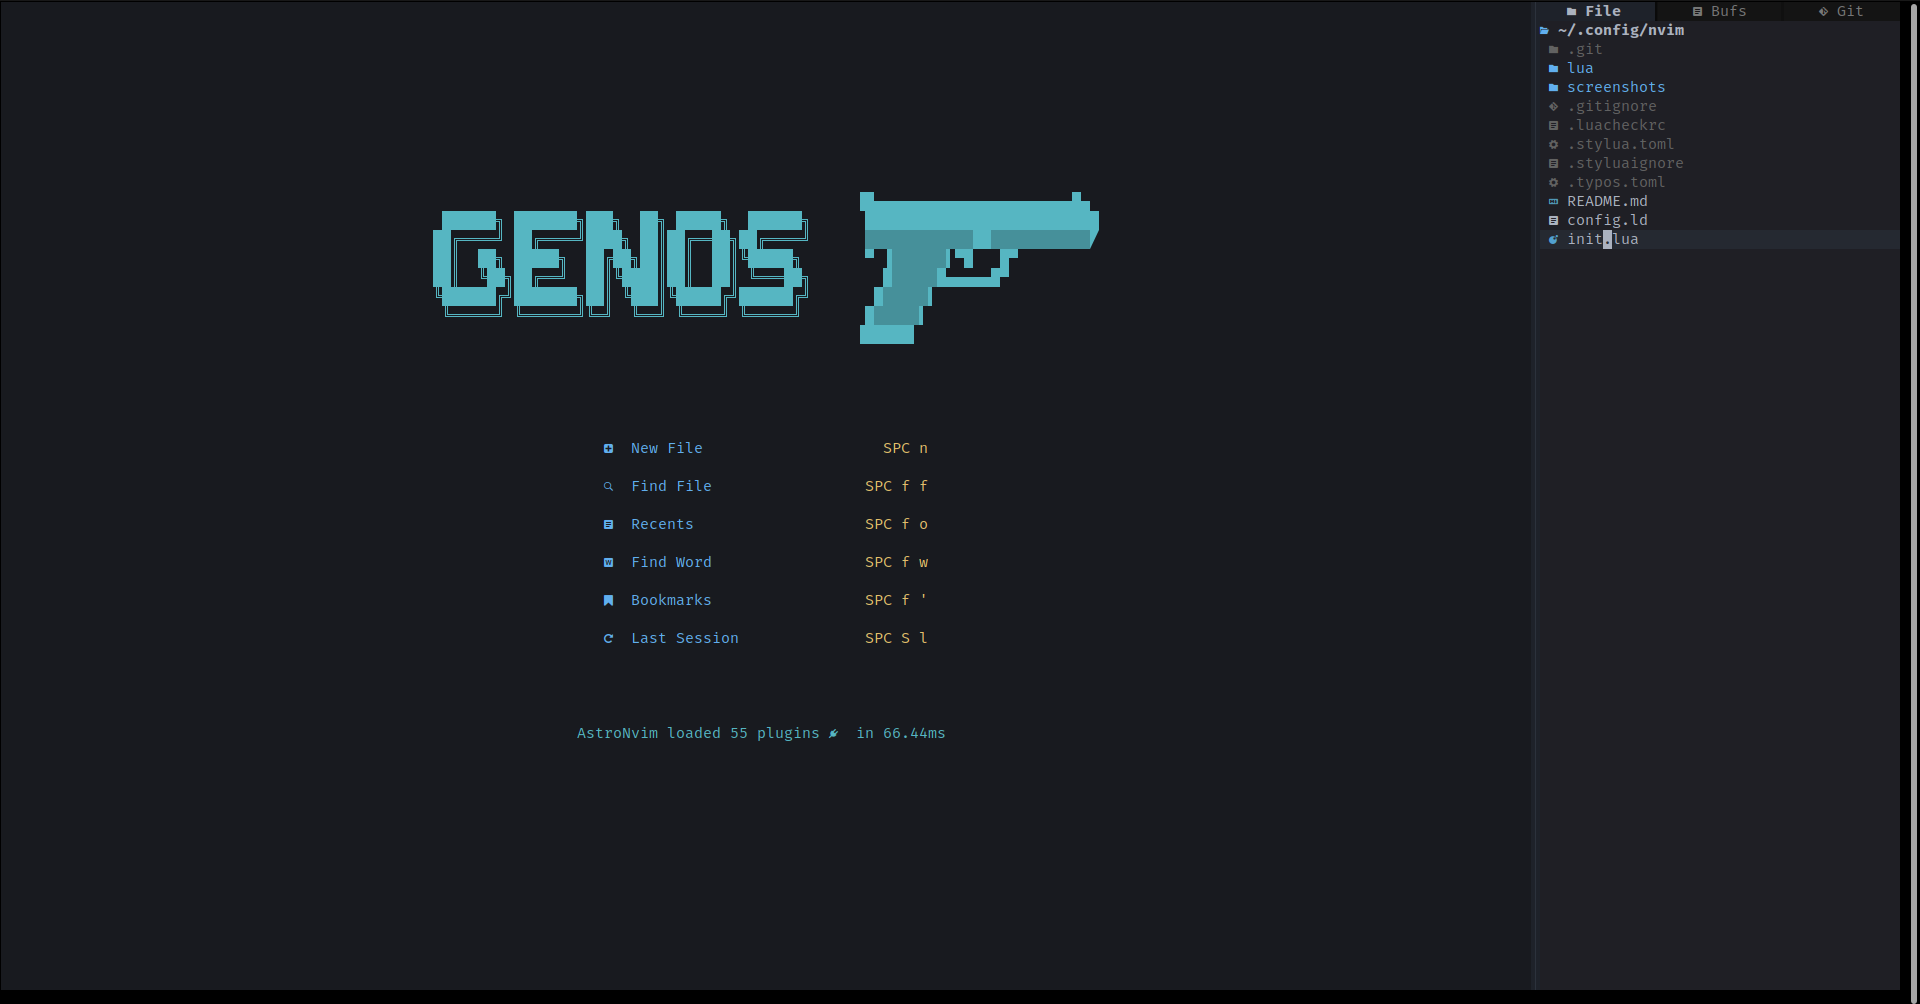 GENOS
New File SPC n
Find File SPC f f
Recents SPC f o
Find Word SPC f w
Bookmarks SPC f '
Last Session SPC S l
AstroNvim loaded 55 plugins in 66.44ms
File Bufs Git
~/.config/nvim
.git
lua
screenshots
.gitignore
.luacheckrc
.stylua.toml
.styluaignore
.typos.toml
README.md
config.ld
init.lua